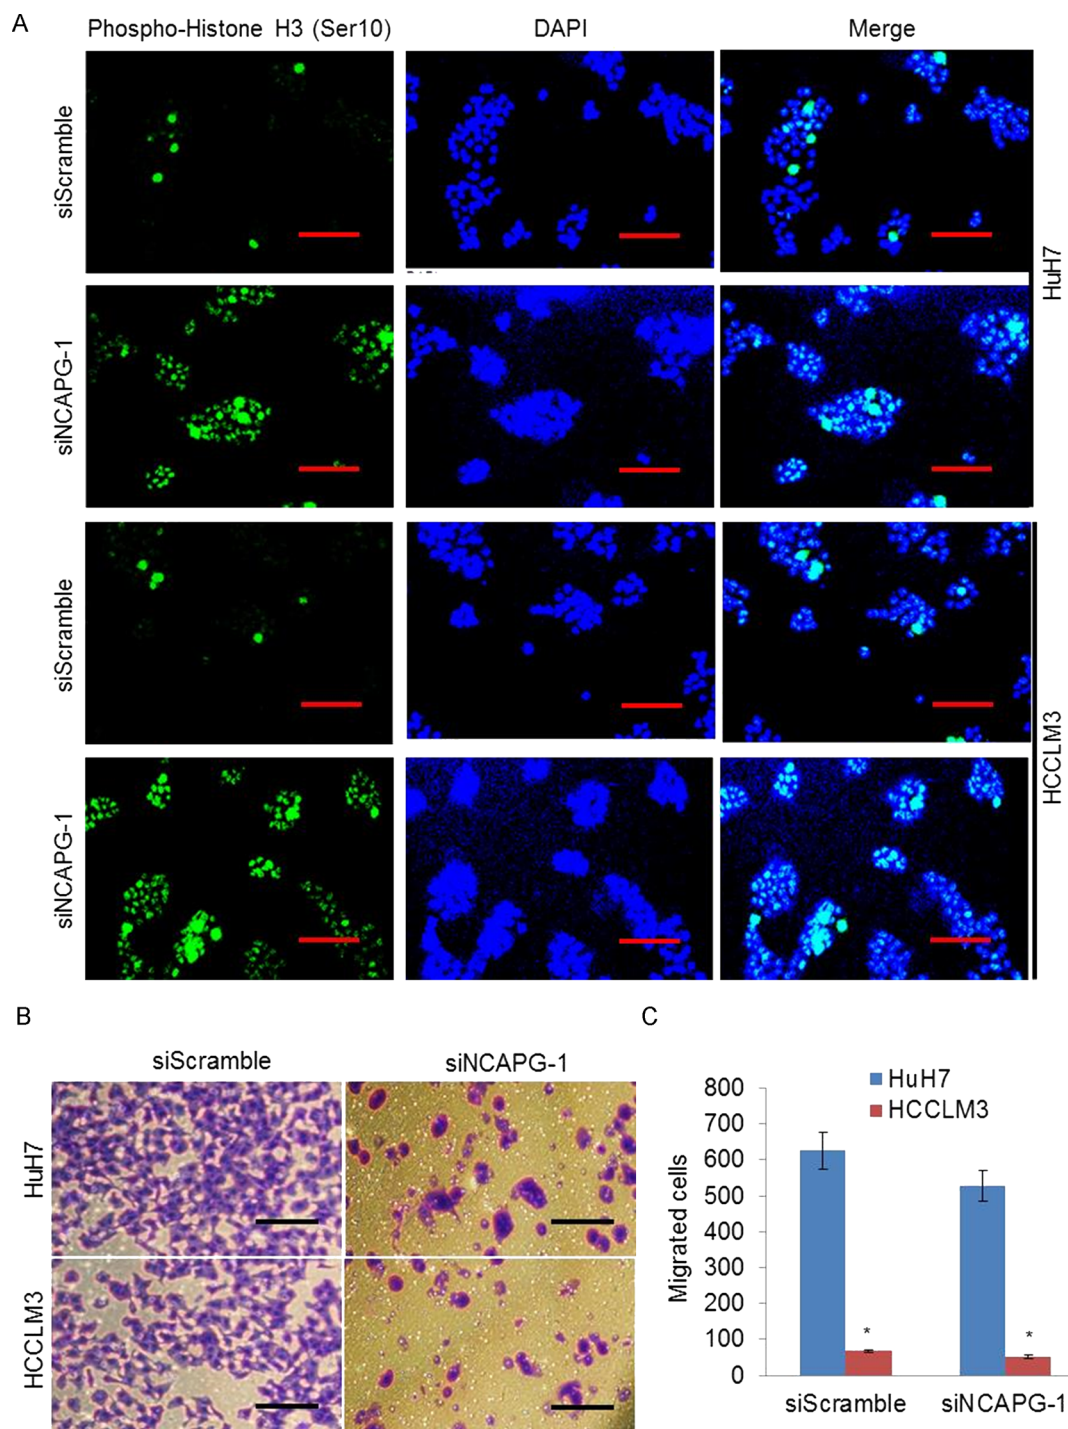 A
Phospho-Histone H3 (Ser10)
DAPI
Merge
siScramble
siNCAPG-1
HuH7
siScramble
siNCAPG-1
HCCLM3
B
siScramble
siNCAPG-1
HuH7
HCCLM3
C
HuH7
HCCLM3
Migrated cells
800
700
600
500
400
300
200
100
0
*
*
siScramble
siNCAPG-1